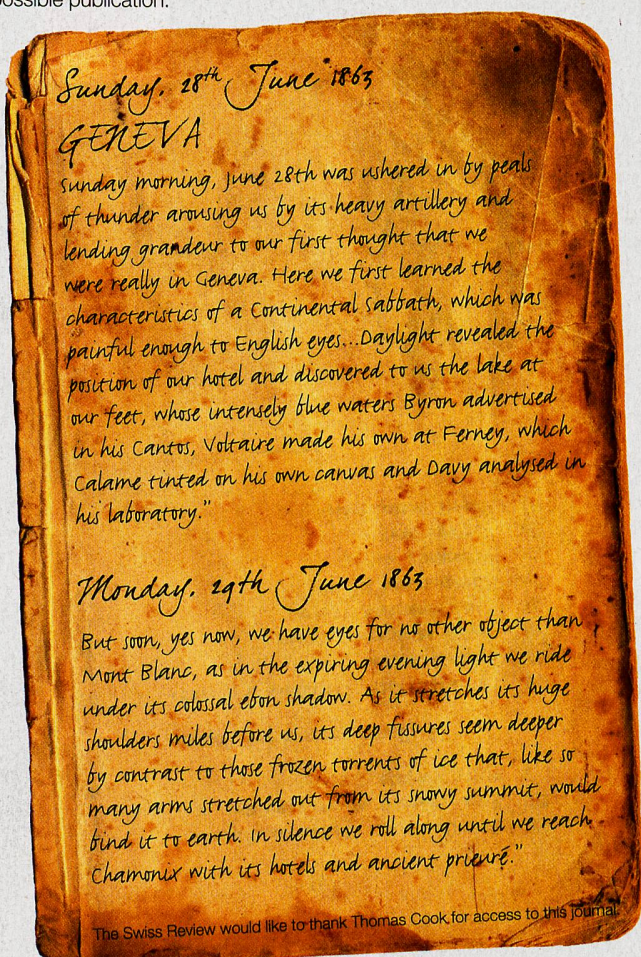 possible publication.
Sunday, 28th June 1863
GENEVA
Sunday morning, June 28th was ushered in by peals
of thunder arousing us by its heavy artillery and
lending grandeur to our first thought that we
were really in Geneva. Here we first learned the
characteristics of a Continental Sabbath, which was
painful enough to English eyes...Daylight revealed the
position of our hotel and discovered to us the lake at
our feet, whose intensely blue waters Byron advertised
in his Cantos, Voltaire made his own at Ferney, which
Calame tinted on his own canvas and Davy analysed in
his laboratory."
Monday, 29th June 1863
But soon, yes now, we have eyes for no other object than
Mont Blanc, as in the expiring evening light we ride
under its colossal ebon shadow. As it stretches its huge
shoulders miles before us, its deep fissures seem deeper
by contrast to those frozen torrents of ice that, like so
many arms stretched out from its snowy summit, would
bind it to earth. In silence we roll along until we reach
Chamonix with its hotels and ancient prieuré."
The Swiss Review would like to thank Thomas Cook for access to this journal.